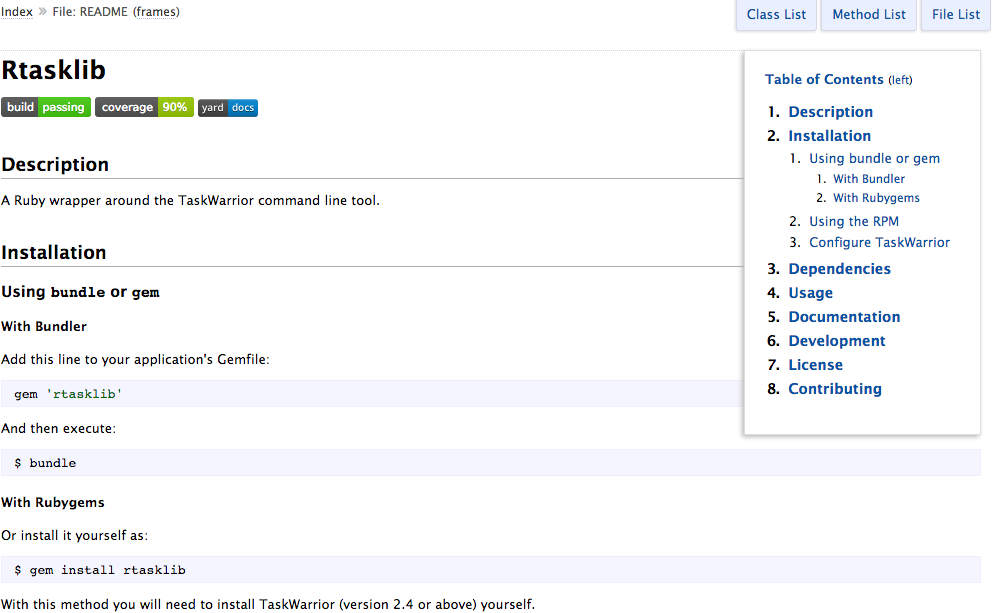 Index » File: README (frames)
Class List
Method List
File List
Rtasklib
build passing coverage 90% yard docs
Description
A Ruby wrapper around the TaskWarrior command line tool.
Installation
Using bundle or gem
With Bundler
Add this line to your application's Gemfile:
gem 'rtasklib'
And then execute:
$ bundle
With Rubygems
Or install it yourself as:
$ gem install rtasklib
With this method you will need to install TaskWarrior (version 2.4 or above) yourself.
Table of Contents (left)
1. Description
2. Installation
1. Using bundle or gem
1. With Bundler
2. With Rubygems
2. Using the RPM
3. Configure TaskWarrior
3. Dependencies
4. Usage
5. Documentation
6. Development
7. License
8. Contributing